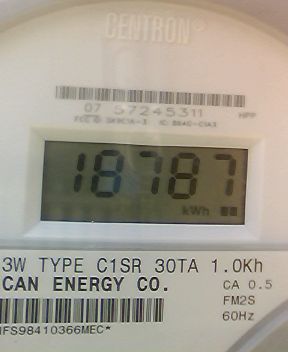 CENTRON®
07 57245311 HPP
18787
kWh
3W TYPE C1SR 30TA 1.0Kh
CAN ENERGY CO. CA 0.5
FM2S
60Hz
IFS98410366MEC*